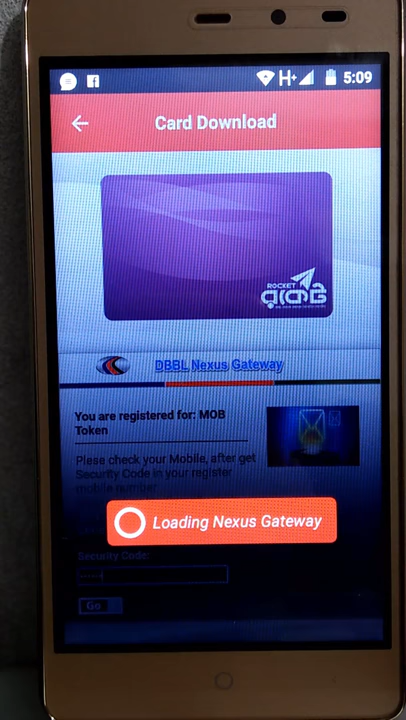 5:09
Card Download
ROCKET
রকেট
DBBL Nexus Gateway
You are registered for: MOB
Token
Plese check your Mobile, after get
Security Code in your register
mobile number
Loading Nexus Gateway
Security Code:
Go